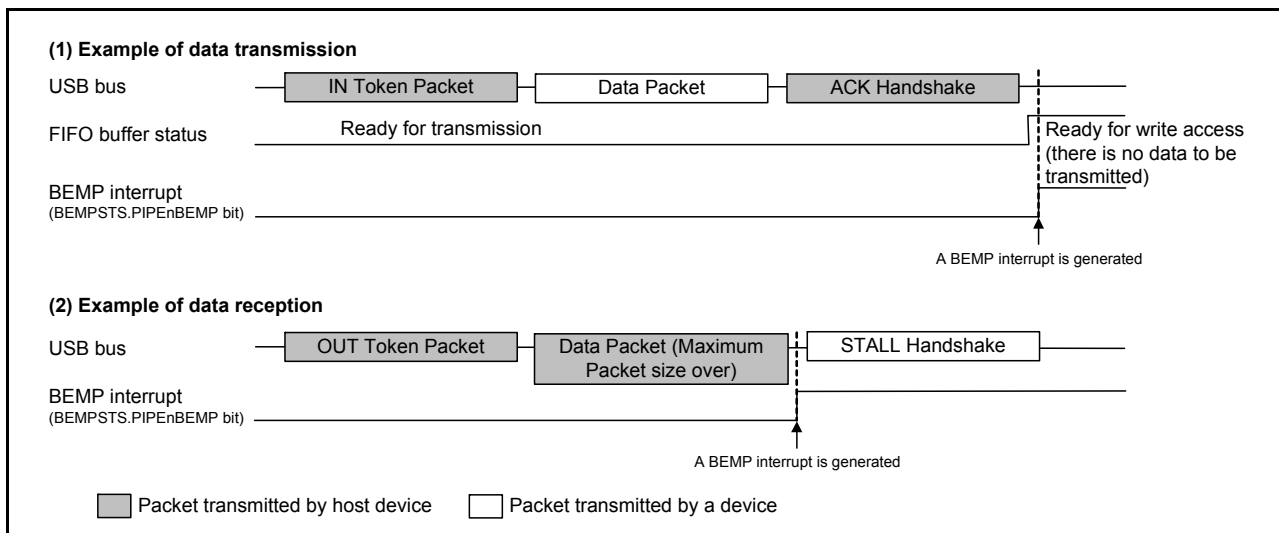 (1) Example of data transmission
USB bus
IN Token Packet
Data Packet
ACK Handshake
FIFO buffer status
Ready for transmission
Ready for write access
(there is no data to be
transmitted)
BEMP interrupt
(BEMPSTS.PIPEnBEMP bit)
A BEMP interrupt is generated
(2) Example of data reception
USB bus
OUT Token Packet
Data Packet (Maximum
Packet size over)
STALL Handshake
BEMP interrupt
(BEMPSTS.PIPEnBEMP bit)
A BEMP interrupt is generated
Packet transmitted by host device
Packet transmitted by a device